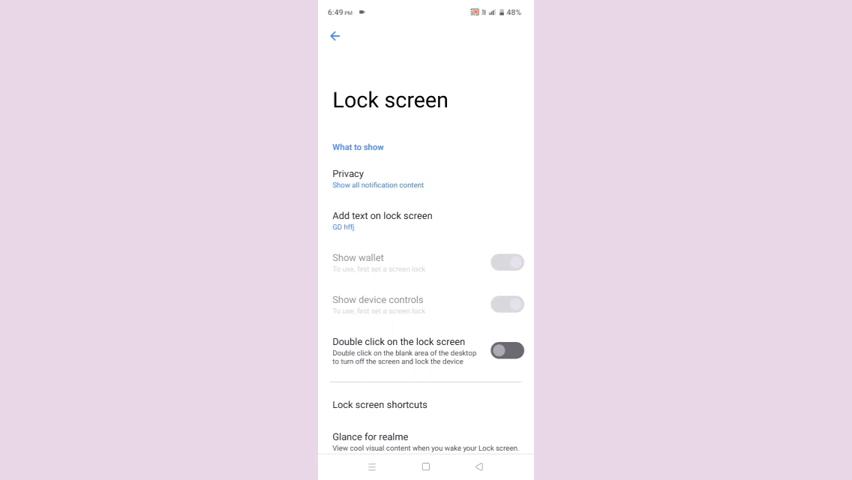 6:49 PM 48%
Lock screen
What to show
Privacy
Show all notification content
Add text on lock screen
GD hffj
Show wallet
To use, first set a screen lock
Show device controls
To use, first set a screen lock
Double click on the lock screen
Double click on the blank area of the desktop
to turn off the screen and lock the device
Lock screen shortcuts
Glance for realme
View cool visual content when you wake your Lock screen.